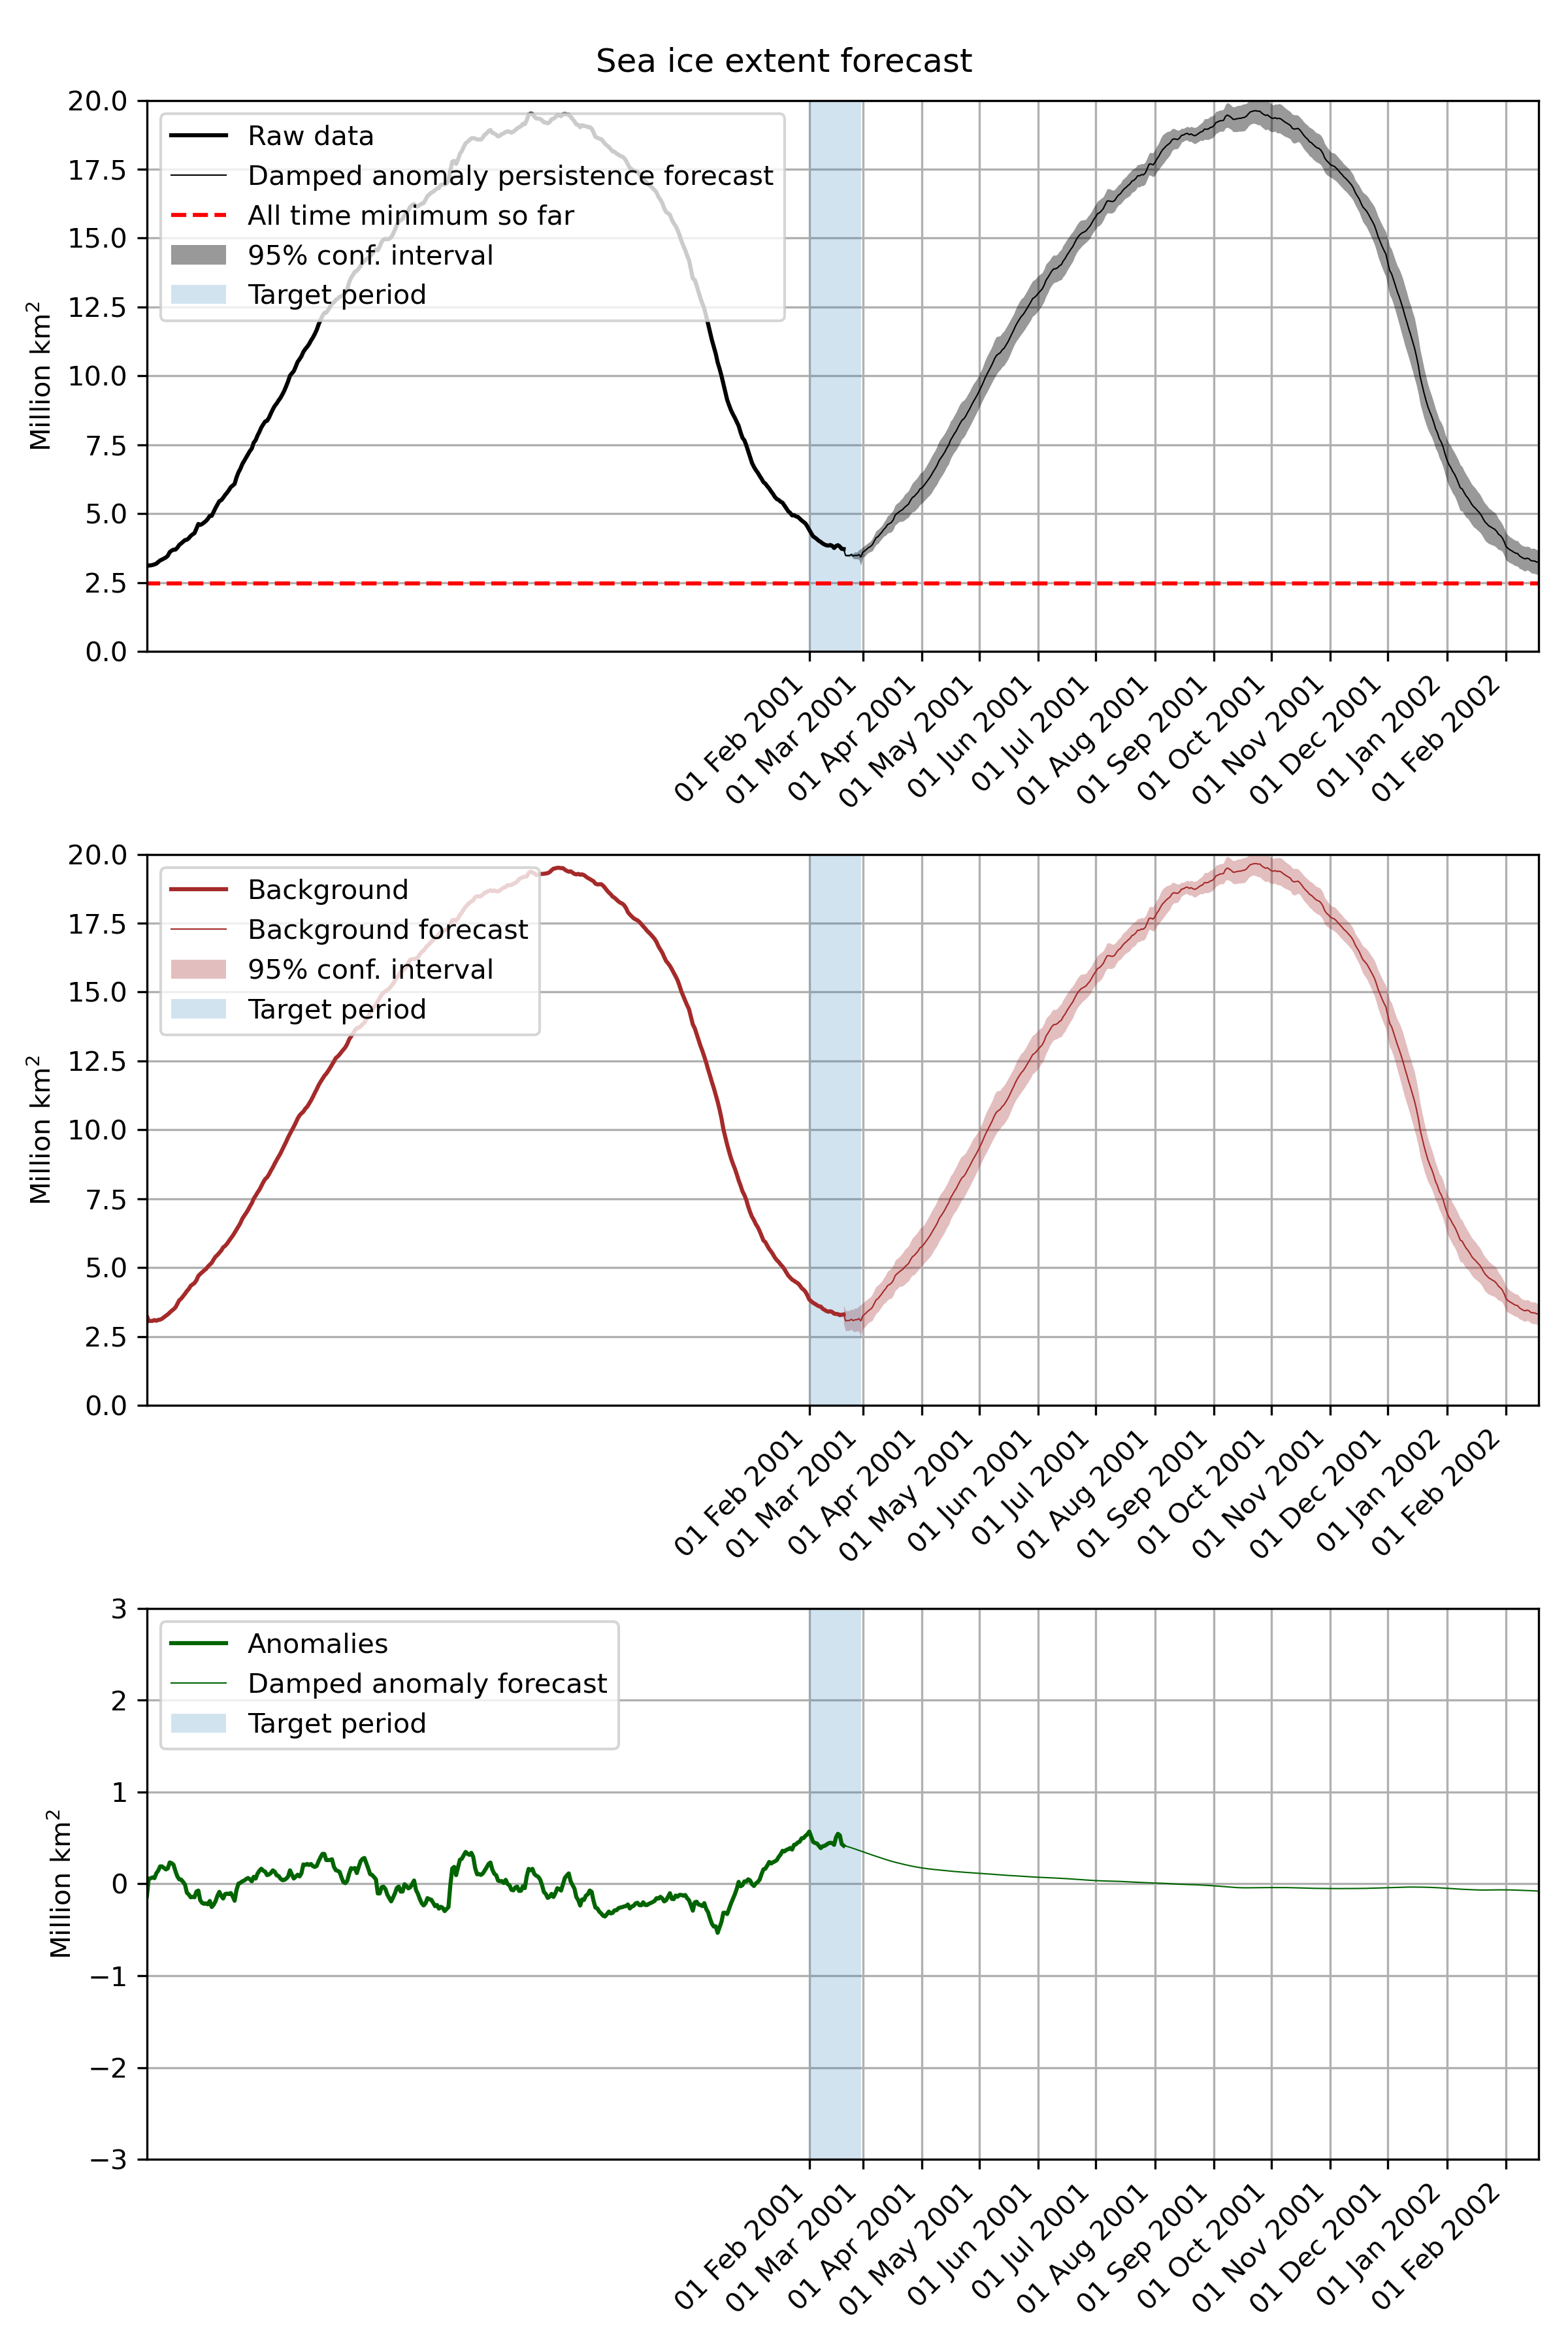 Sea ice extent forecast
20.0
17.5
15.0
12.5
10.0
7.5
5.0
2.5
0.0
Million km²
Raw data
Damped anomaly persistence forecast
All time minimum so far
95% conf. interval
Target period
01 Feb 2001
01 Mar 2001
01 Apr 2001
01 May 2001
01 Jun 2001
01 Jul 2001
01 Aug 2001
01 Sep 2001
01 Oct 2001
01 Nov 2001
01 Dec 2001
01 Jan 2002
01 Feb 2002
20.0
17.5
15.0
12.5
10.0
7.5
5.0
2.5
0.0
Million km²
Background
Background forecast
95% conf. interval
Target period
01 Feb 2001
01 Mar 2001
01 Apr 2001
01 May 2001
01 Jun 2001
01 Jul 2001
01 Aug 2001
01 Sep 2001
01 Oct 2001
01 Nov 2001
01 Dec 2001
01 Jan 2002
01 Feb 2002
3
2
1
0
−1
−2
−3
Million km²
Anomalies
Damped anomaly forecast
Target period
01 Feb 2001
01 Mar 2001
01 Apr 2001
01 May 2001
01 Jun 2001
01 Jul 2001
01 Aug 2001
01 Sep 2001
01 Oct 2001
01 Nov 2001
01 Dec 2001
01 Jan 2002
01 Feb 2002